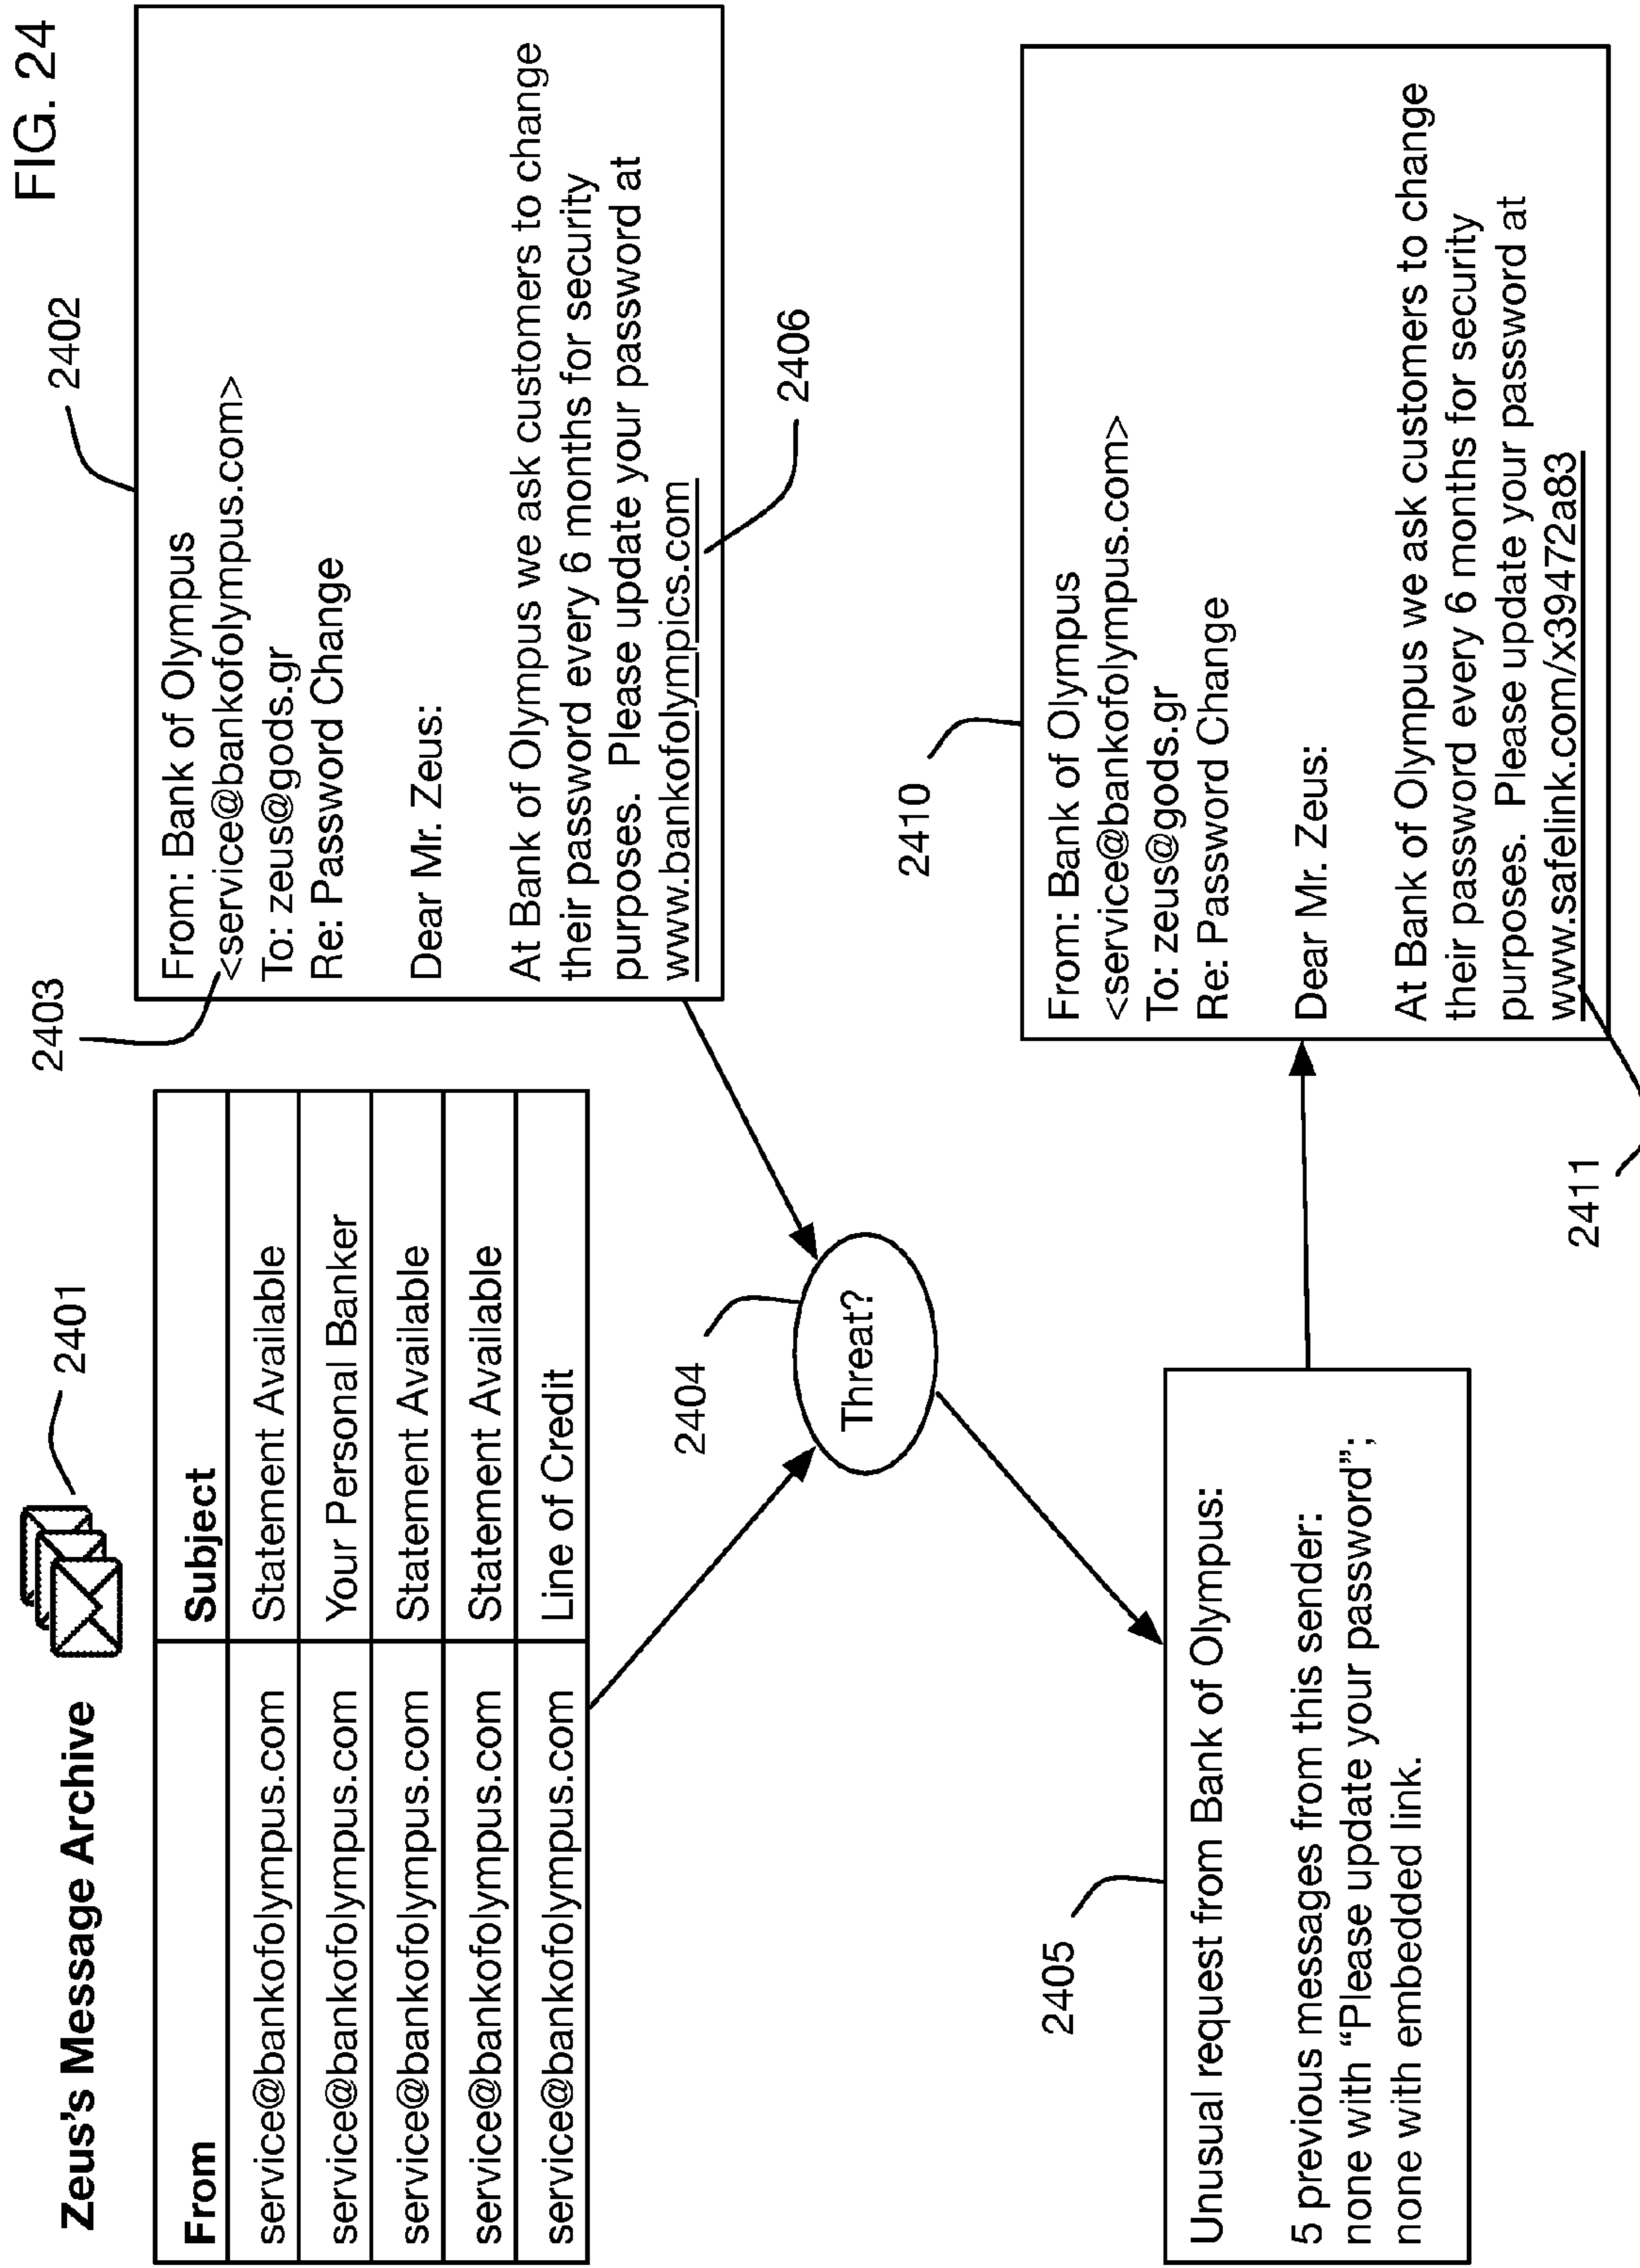 FIG. 24
Zeus's Message Archive
2401
From Subject
service@bankofolympus.com Statement Available
service@bankofolympus.com Your Personal Banker
service@bankofolympus.com Statement Available
service@bankofolympus.com Statement Available
service@bankofolympus.com Line of Credit
2402
2403
From: Bank of Olympus
<service@bankofolympus.com>
To: zeus@gods.gr
Re: Password Change
Dear Mr. Zeus:
At Bank of Olympus we ask customers to change
their password every 6 months for security
purposes. Please update your password at
www.bankofolympics.com
2406
2404
Threat?
2405
Unusual request from Bank of Olympus:
5 previous messages from this sender:
none with “Please update your password”;
none with embedded link.
2410
From: Bank of Olympus
<service@bankofolympus.com>
To: zeus@gods.gr
Re: Password Change
Dear Mr. Zeus:
At Bank of Olympus we ask customers to change
their password every 6 months for security
purposes. Please update your password at
www.safelink.com/x39472a83
2411